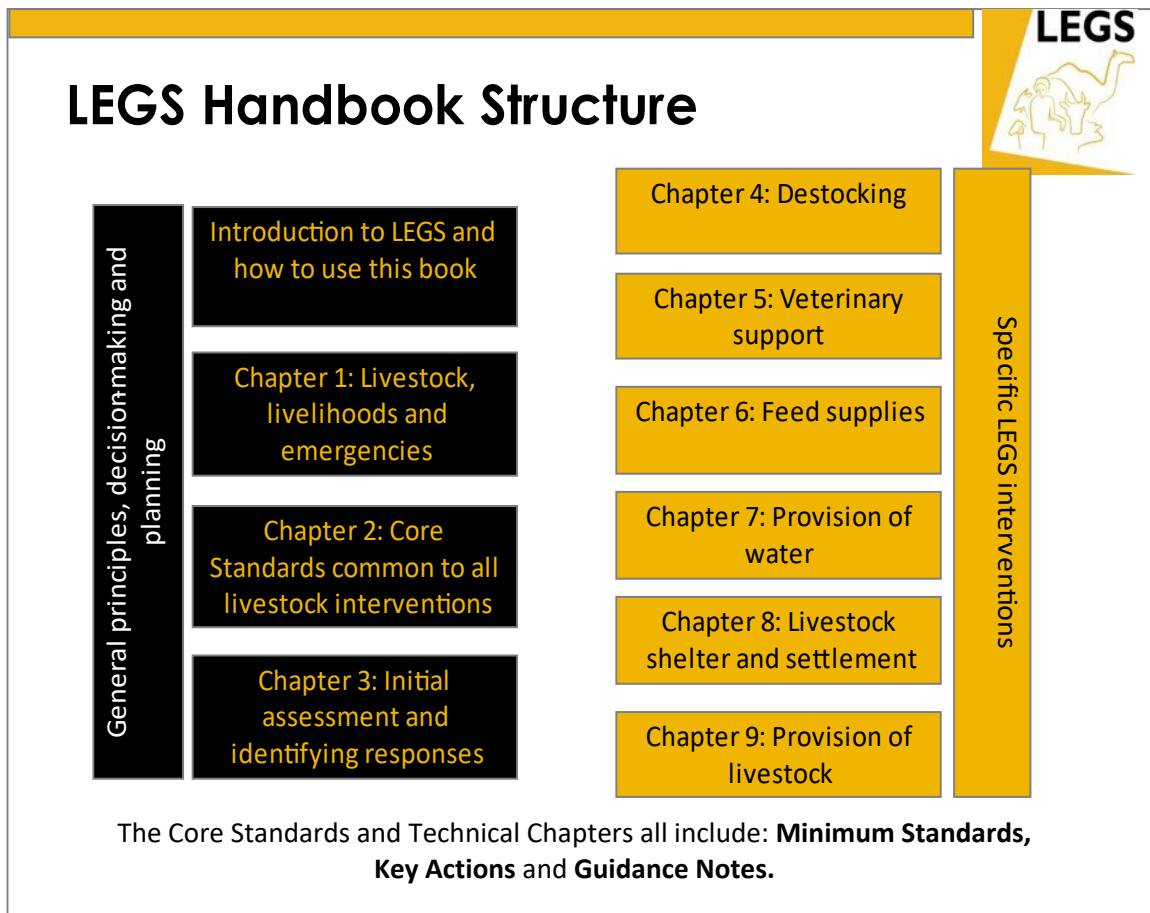 LEGS
LEGS Handbook Structure
General principles, decision-making and
planning
Introduction to LEGS and
how to use this book
Chapter 1: Livestock,
livelihoods and
emergencies
Chapter 2: Core
Standards common to all
livestock interventions
Chapter 3: Initial
assessment and
identifying responses
Chapter 4: Destocking
Chapter 5: Veterinary
support
Chapter 6: Feed supplies
Chapter 7: Provision of
water
Chapter 8: Livestock
shelter and settlement
Chapter 9: Provision of
livestock
Specific LEGS interventions
The Core Standards and Technical Chapters all include: Minimum Standards,
Key Actions and Guidance Notes.